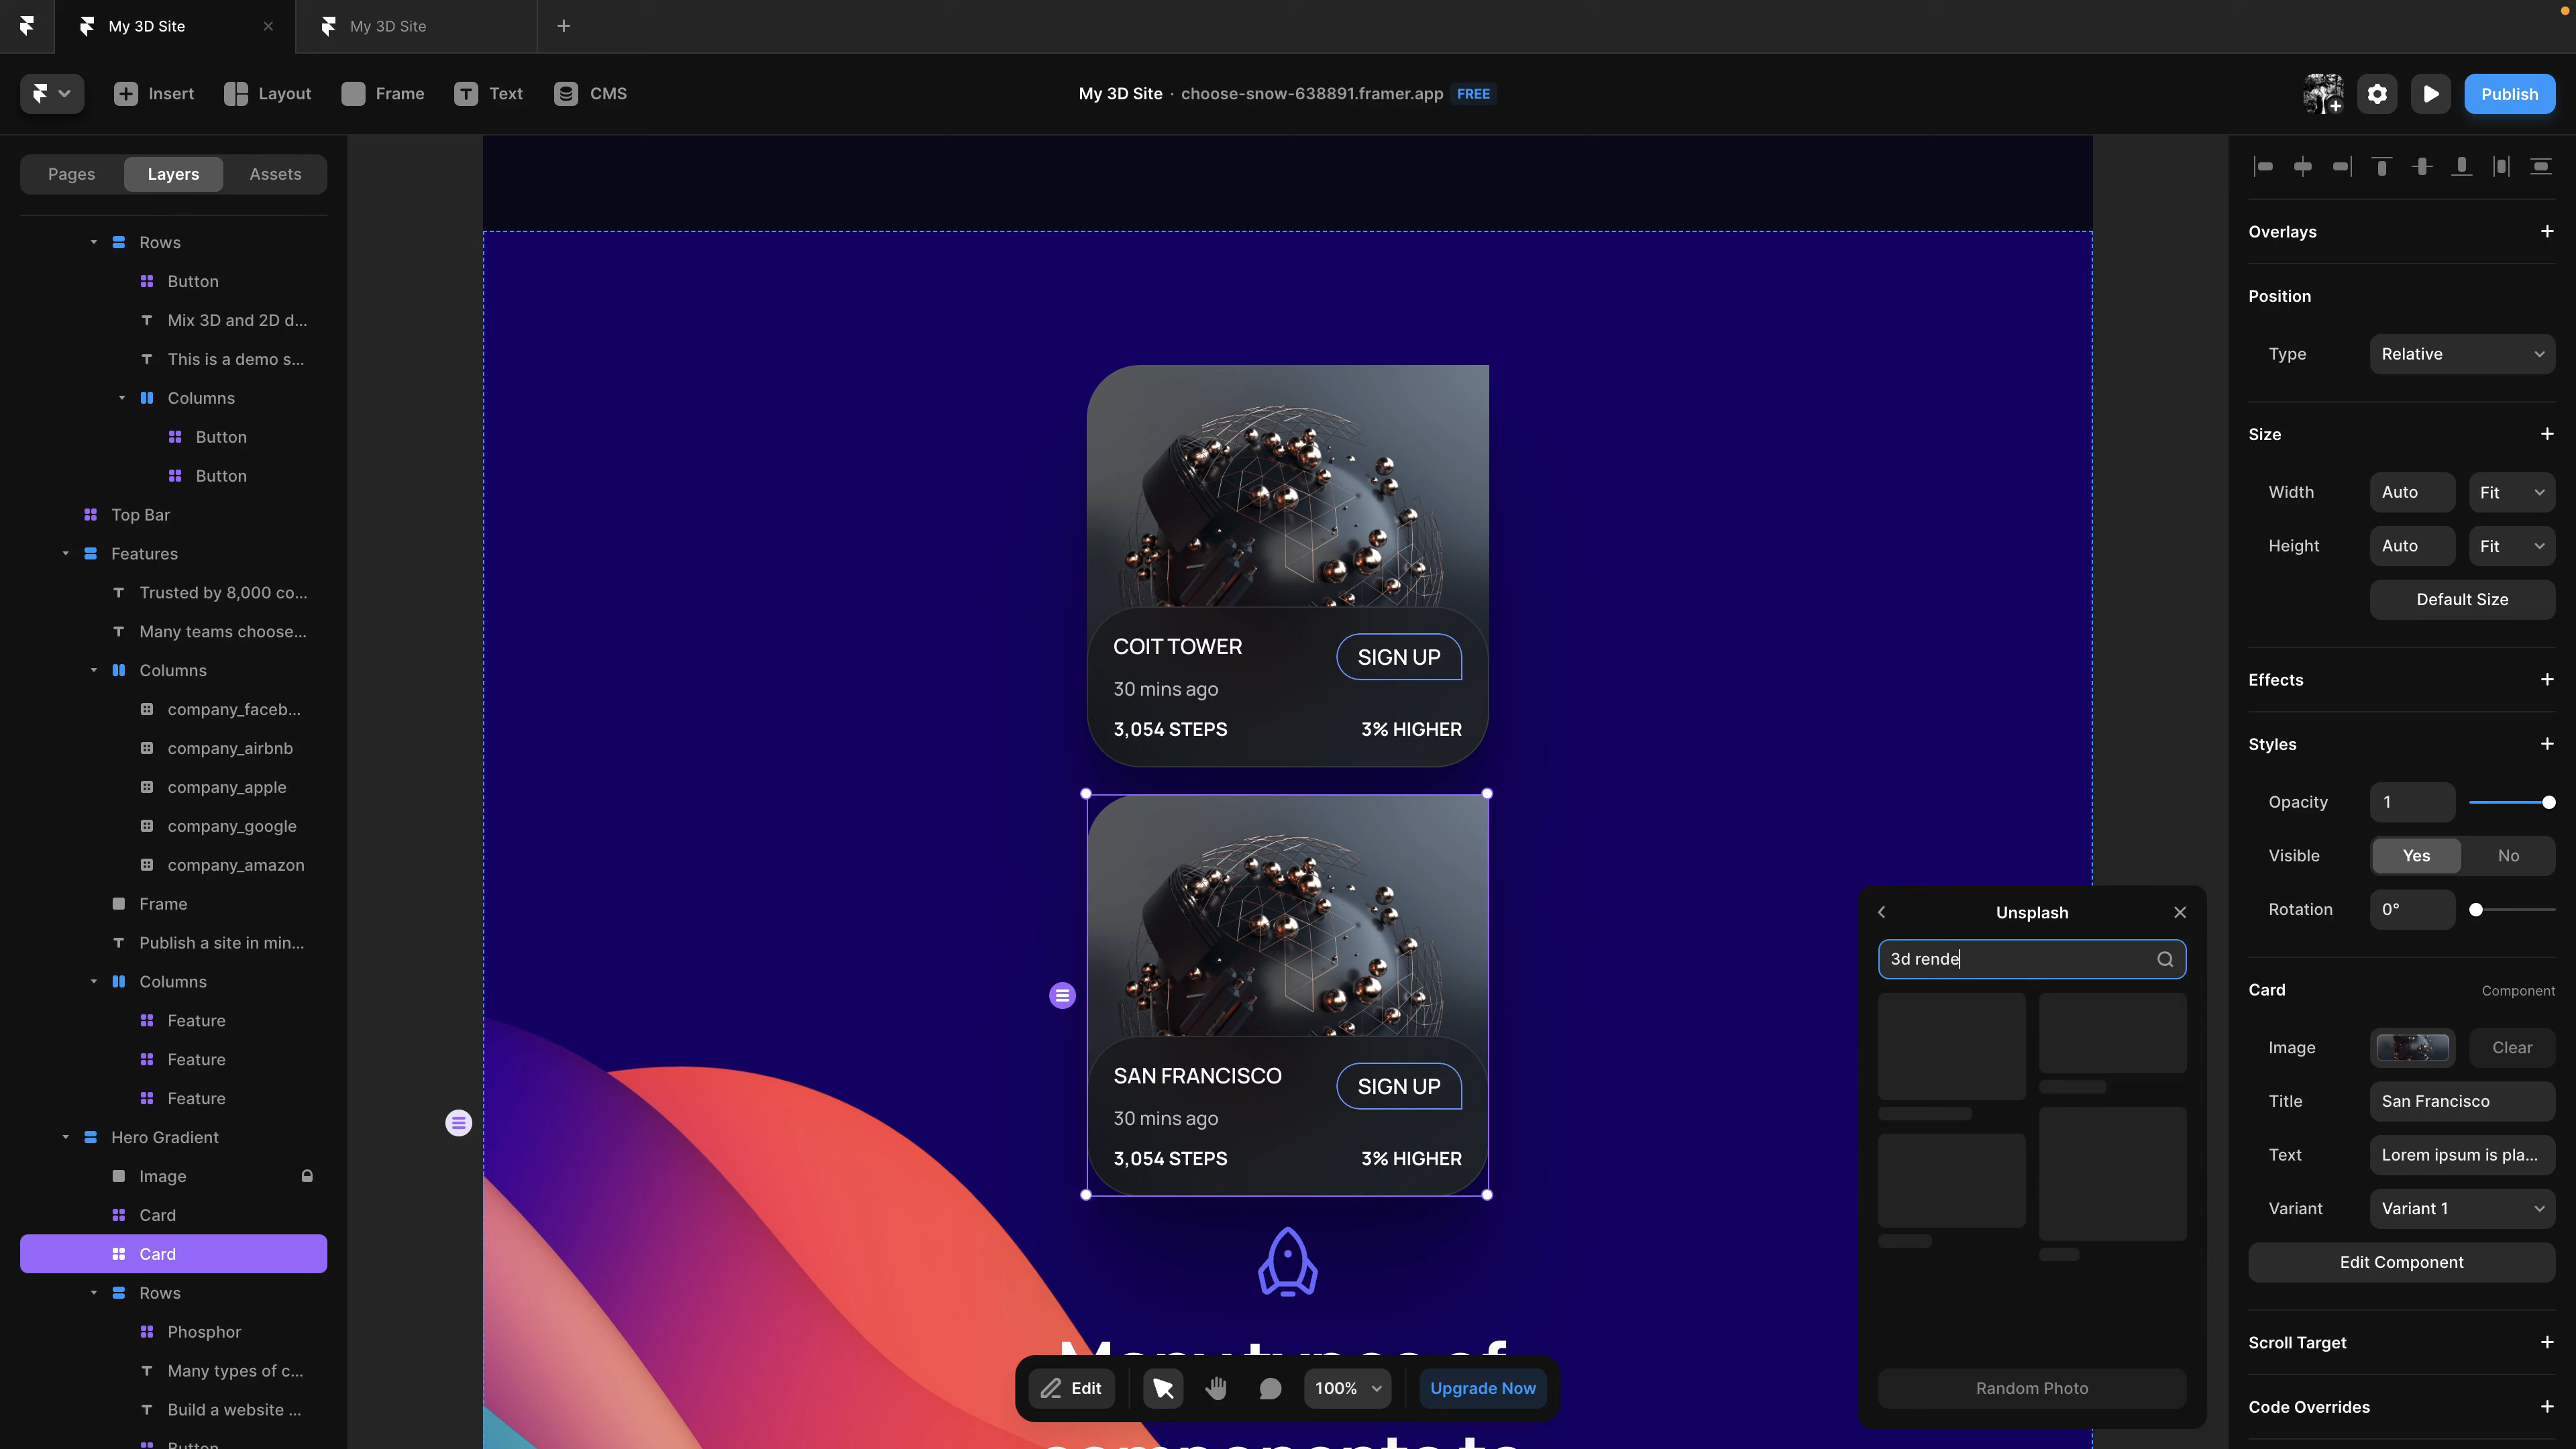 My 3D Site
My 3D Site
Insert
Layout
Frame
Text
CMS
My 3D Site · choose-snow-638891.framer.app FREE
Publish
Pages
Layers
Assets
Rows
Button
Mix 3D and 2D d...
This is a demo s...
Columns
Button
Button
Top Bar
Features
Trusted by 8,000 co...
Many teams choose...
Columns
company_faceb...
company_airbnb
company_apple
company_google
company_amazon
Frame
Publish a site in min...
Columns
Feature
Feature
Feature
Hero Gradient
Image
Card
Card
Rows
Phosphor
Many types of c...
Build a website ...
Button
COIT TOWER
SIGN UP
30 mins ago
3,054 STEPS
3% HIGHER
SAN FRANCISCO
SIGN UP
30 mins ago
3,054 STEPS
3% HIGHER
Many types of
components to
Edit
100%
Upgrade Now
Unsplash
3d rende
Random Photo
Overlays
Position
Type
Relative
Size
Width
Auto
Fit
Height
Auto
Fit
Default Size
Effects
Styles
Opacity
1
Visible
Yes
No
Rotation
0°
Card
Component
Image
Clear
Title
San Francisco
Text
Lorem ipsum is pla...
Variant
Variant 1
Edit Component
Scroll Target
Code Overrides